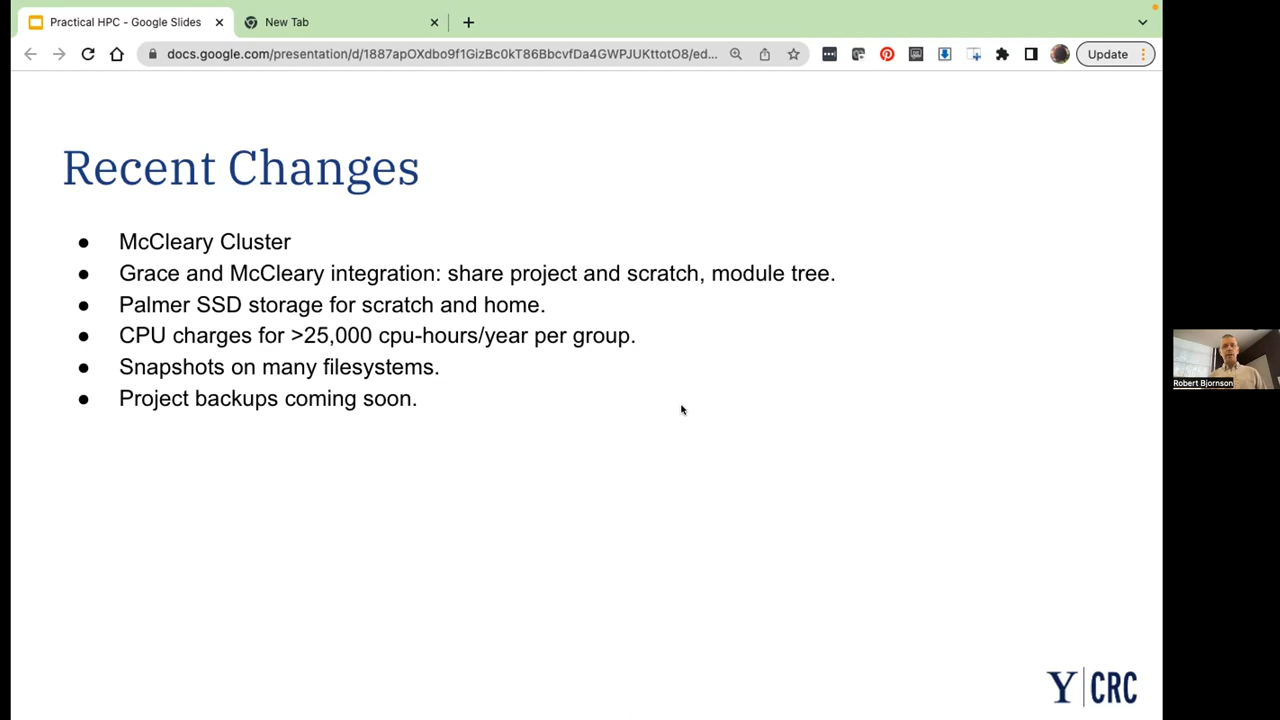 Practical HPC - Google Slides
New Tab
docs.google.com/presentation/d/1887apOXdbo9f1GizBc0kT86BbcvfDa4GWPJUKttotO8/ed...
Update
Recent Changes
● McCleary Cluster
● Grace and McCleary integration: share project and scratch, module tree.
● Palmer SSD storage for scratch and home.
● CPU charges for >25,000 cpu-hours/year per group.
● Snapshots on many filesystems.
● Project backups coming soon.
Robert Bjornson
Y CRC